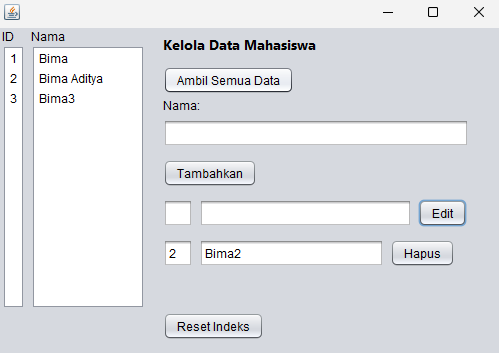 ID Nama
1 Bima
2 Bima Aditya
3 Bima3
Kelola Data Mahasiswa
Ambil Semua Data
Nama:
Tambahkan
Edit
2 Bima2 Hapus
Reset Indeks